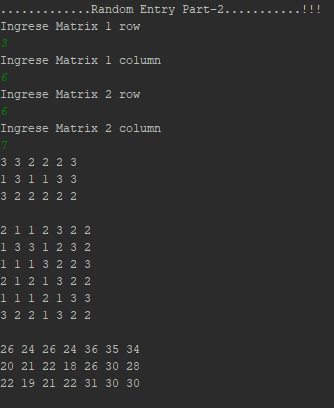 .............Random Entry Part-2...........!!!
Ingrese Matrix 1 row
3
Ingrese Matrix 1 column
6
Ingrese Matrix 2 row
6
Ingrese Matrix 2 column
7
3 3 2 2 2 3
1 3 1 1 3 3
3 2 2 2 2 2
2 1 1 2 3 2 2
1 3 3 1 2 3 2
1 1 1 3 2 2 3
2 1 2 1 3 2 2
1 1 1 2 1 3 3
3 2 2 1 3 2 2
26 24 26 24 36 35 34
20 21 22 18 26 30 28
22 19 21 22 31 30 30